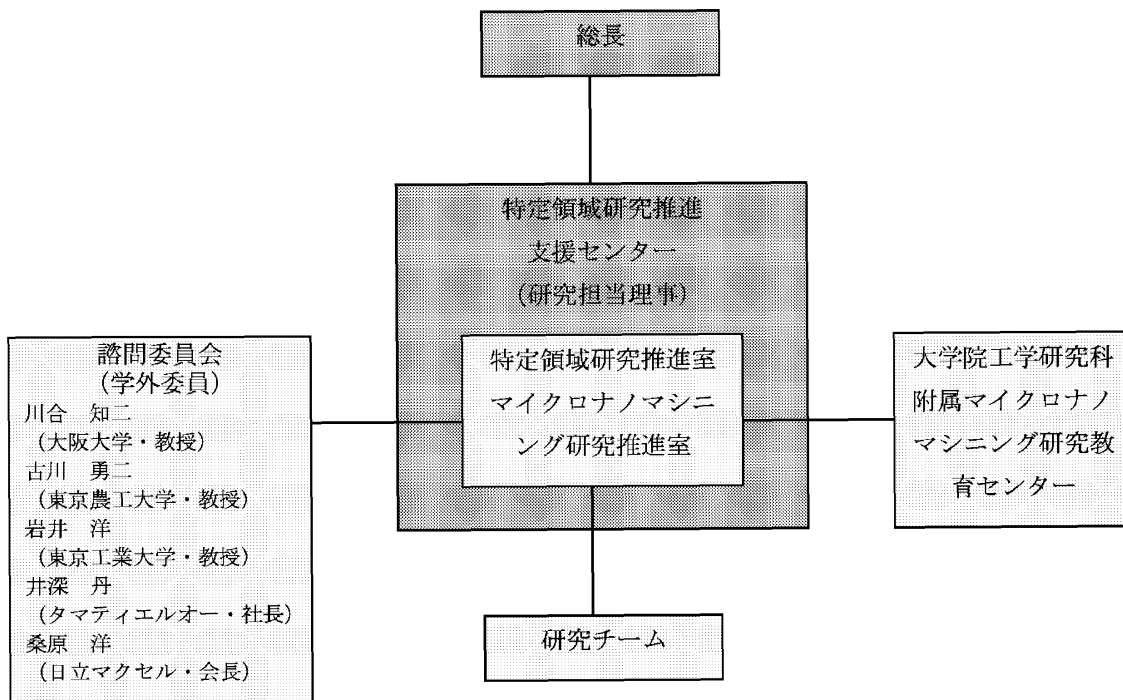 総長
特定領域研究推進
支援センター
(研究担当理事)
諮問委員会
(学外委員)
川合　知二
(大阪大学・教授)
古川　勇二
(東京農工大学・教授)
岩井　洋
(東京工業大学・教授)
井深　丹
(タマティエルオー・社長)
桑原　洋
(日立マクセル・会長)
特定領域研究推進室
マイクロナノマシニ
ング研究推進室
大学院工学研究科
附属マイクロナノ
マシニング研究教
育センター
研究チーム